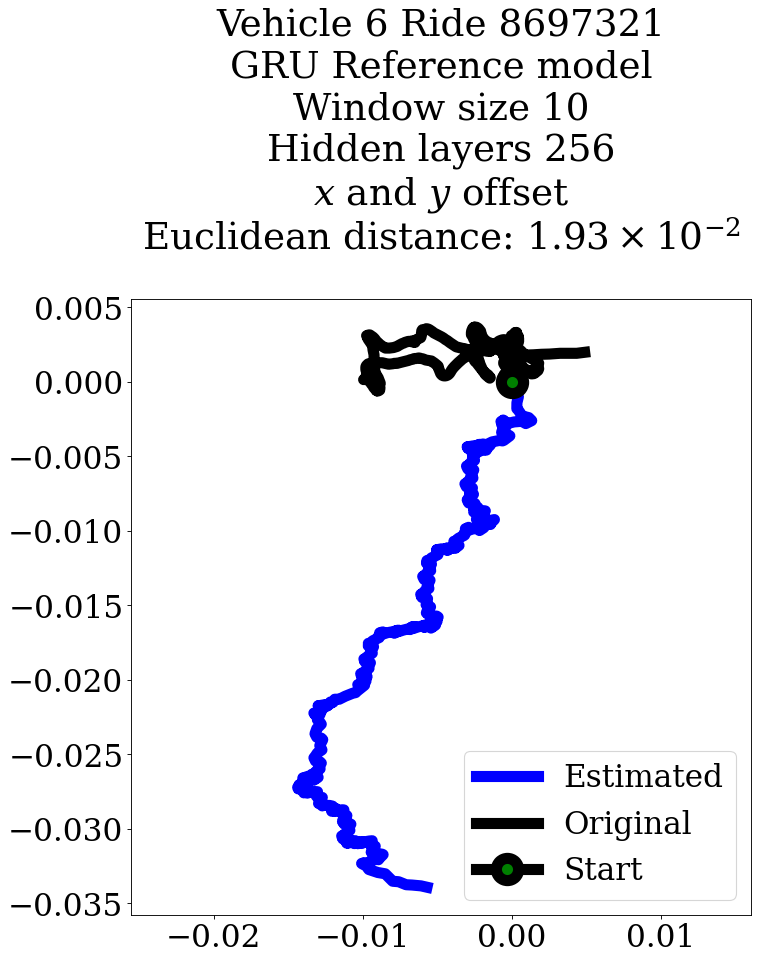 Vehicle 6 Ride 8697321
GRU Reference model
Window size 10
Hidden layers 256
x and y offset
Euclidean distance: 1.93 × 10⁻²
0.005
0.000
−0.005
−0.010
−0.015
−0.020
−0.025
−0.030
−0.035
Estimated
Original
Start
−0.02 −0.01 0.00 0.01